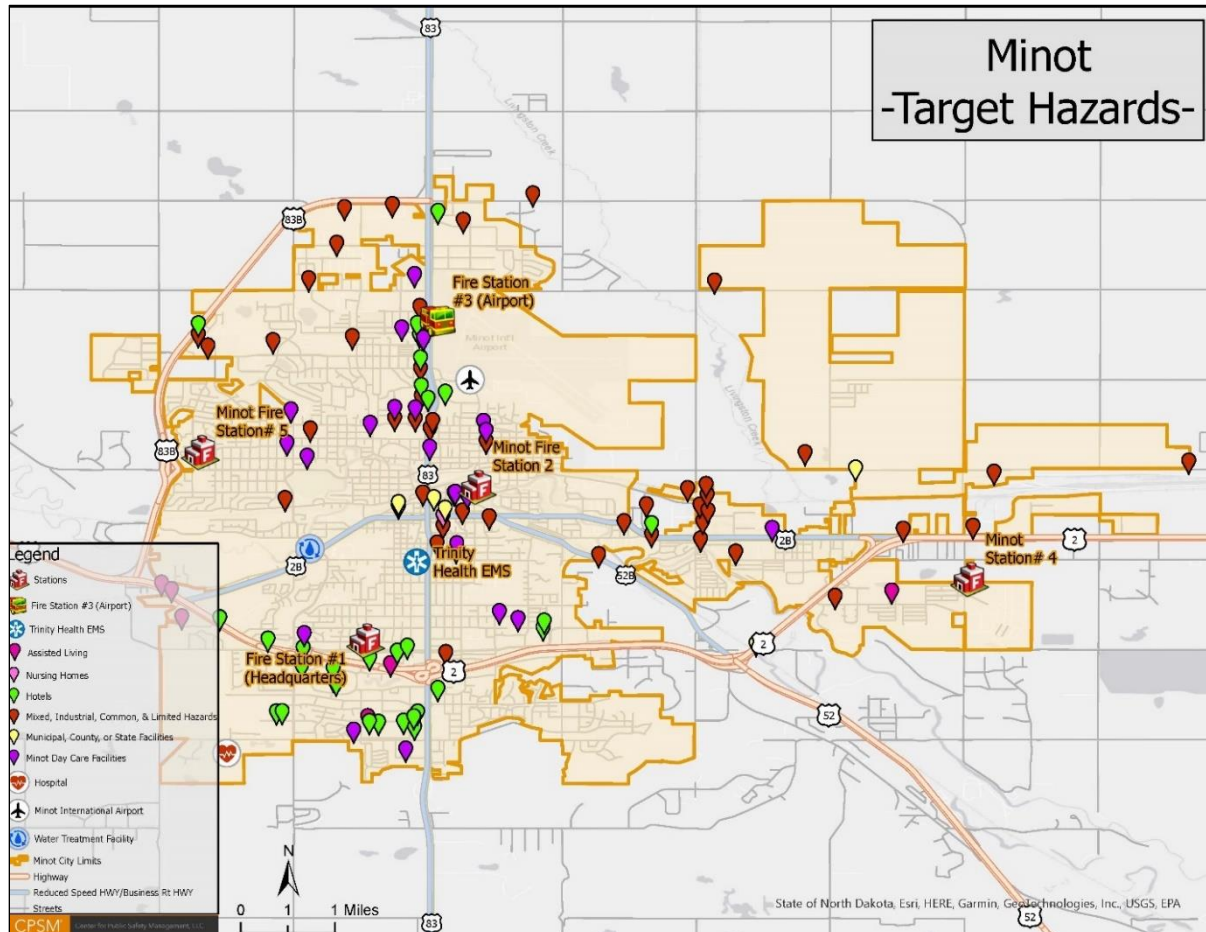 Minot
-Target Hazards-
83
Livingston Creek
83B
Fire Station
#3 (Airport)
Minot Int'l
Airport
Minot Fire
Station# 5
Livingston Creek
83B
83
Minot Fire
Station 2
2B
52B
2B
2
Minot
Station# 4
Trinity
Health EMS
Fire Station #1
(Headquarters)
2
2
52
52
83
Legend
Stations
Fire Station #3 (Airport)
Trinity Health EMS
Assisted Living
Nursing Homes
Hotels
Mixed, Industrial, Common, & Limited Hazards
Municipal, County, or State Facilities
Minot Day Care Facilities
Hospital
Minot International Airport
Water Treatment Facility
Minot City Limits
Highway
Reduced Speed HWY/Business Rt HWY
Streets
N
0 1 1 Miles
CPSM
Center for Public Safety Management, LLC
State of North Dakota, Esri, HERE, Garmin, GeoTechnologies, Inc., USGS, EPA